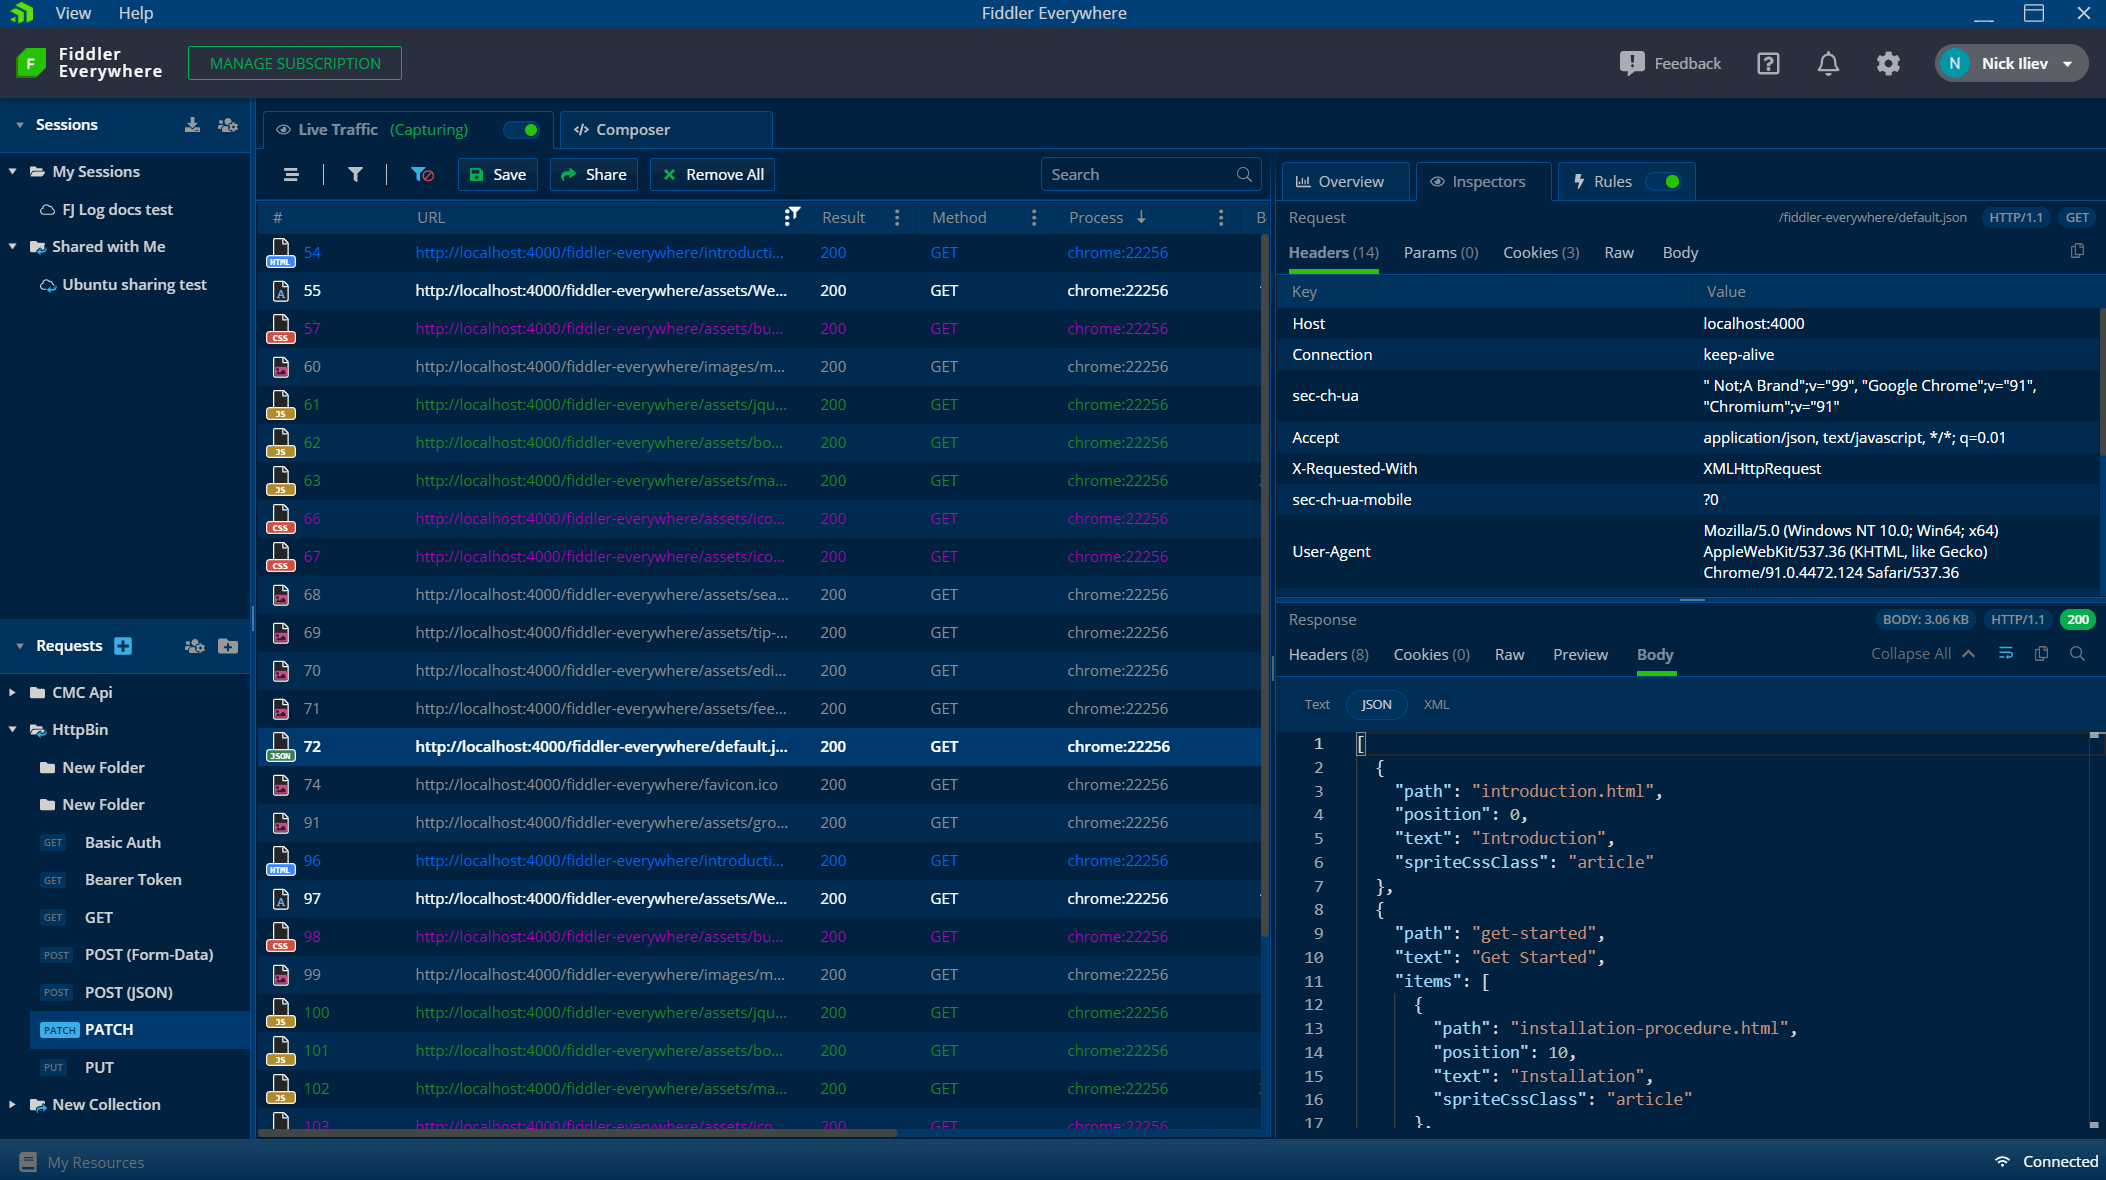 View Help Fiddler Everywhere
Fiddler
Everywhere
MANAGE SUBSCRIPTION
Feedback
N Nick Iliev
Sessions
My Sessions
FJ Log docs test
Shared with Me
Ubuntu sharing test
Requests
CMC Api
HttpBin
New Folder
New Folder
GET Basic Auth
GET Bearer Token
GET GET
POST POST (Form-Data)
POST POST (JSON)
PATCH PATCH
PUT PUT
New Collection
My Resources
Live Traffic (Capturing)
Composer
Save Share Remove All Search
# URL Result Method Process B
HTML 54 http://localhost:4000/fiddler-everywhere/introducti... 200 GET chrome:22256
A 55 http://localhost:4000/fiddler-everywhere/assets/We... 200 GET chrome:22256
CSS 57 http://localhost:4000/fiddler-everywhere/assets/bu... 200 GET chrome:22256
60 http://localhost:4000/fiddler-everywhere/images/m... 200 GET chrome:22256
JS 61 http://localhost:4000/fiddler-everywhere/assets/jqu... 200 GET chrome:22256
JS 62 http://localhost:4000/fiddler-everywhere/assets/bo... 200 GET chrome:22256
JS 63 http://localhost:4000/fiddler-everywhere/assets/ma... 200 GET chrome:22256
CSS 66 http://localhost:4000/fiddler-everywhere/assets/ico... 200 GET chrome:22256
CSS 67 http://localhost:4000/fiddler-everywhere/assets/ico... 200 GET chrome:22256
68 http://localhost:4000/fiddler-everywhere/assets/sea... 200 GET chrome:22256
69 http://localhost:4000/fiddler-everywhere/assets/tip-... 200 GET chrome:22256
70 http://localhost:4000/fiddler-everywhere/assets/edi... 200 GET chrome:22256
71 http://localhost:4000/fiddler-everywhere/assets/fee... 200 GET chrome:22256
JSON 72 http://localhost:4000/fiddler-everywhere/default.j... 200 GET chrome:22256
74 http://localhost:4000/fiddler-everywhere/favicon.ico 200 GET chrome:22256
91 http://localhost:4000/fiddler-everywhere/assets/gro... 200 GET chrome:22256
HTML 96 http://localhost:4000/fiddler-everywhere/introducti... 200 GET chrome:22256
A 97 http://localhost:4000/fiddler-everywhere/assets/We... 200 GET chrome:22256
CSS 98 http://localhost:4000/fiddler-everywhere/assets/bu... 200 GET chrome:22256
99 http://localhost:4000/fiddler-everywhere/images/m... 200 GET chrome:22256
JS 100 http://localhost:4000/fiddler-everywhere/assets/jqu... 200 GET chrome:22256
JS 101 http://localhost:4000/fiddler-everywhere/assets/bo... 200 GET chrome:22256
JS 102 http://localhost:4000/fiddler-everywhere/assets/ma... 200 GET chrome:22256
103 http://localhost:4000/fiddler-everywhere/assets/ico... 200 GET chrome:22256
Overview Inspectors Rules
Request /fiddler-everywhere/default.json HTTP/1.1 GET
Headers (14) Params (0) Cookies (3) Raw Body
Key Value
Host localhost:4000
Connection keep-alive
sec-ch-ua " Not;A Brand";v="99", "Google Chrome";v="91",
"Chromium";v="91"
Accept application/json, text/javascript, */*; q=0.01
X-Requested-With XMLHttpRequest
sec-ch-ua-mobile ?0
User-Agent Mozilla/5.0 (Windows NT 10.0; Win64; x64)
AppleWebKit/537.36 (KHTML, like Gecko)
Chrome/91.0.4472.124 Safari/537.36
Response BODY: 3.06 KB HTTP/1.1 200
Headers (8) Cookies (0) Raw Preview Body Collapse All
Text JSON XML
1 [
2 {
3 "path": "introduction.html",
4 "position": 0,
5 "text": "Introduction",
6 "spriteCssClass": "article"
7 },
8 {
9 "path": "get-started",
10 "text": "Get Started",
11 "items": [
12 {
13 "path": "installation-procedure.html",
14 "position": 10,
15 "text": "Installation",
16 "spriteCssClass": "article"
17 },
Connected